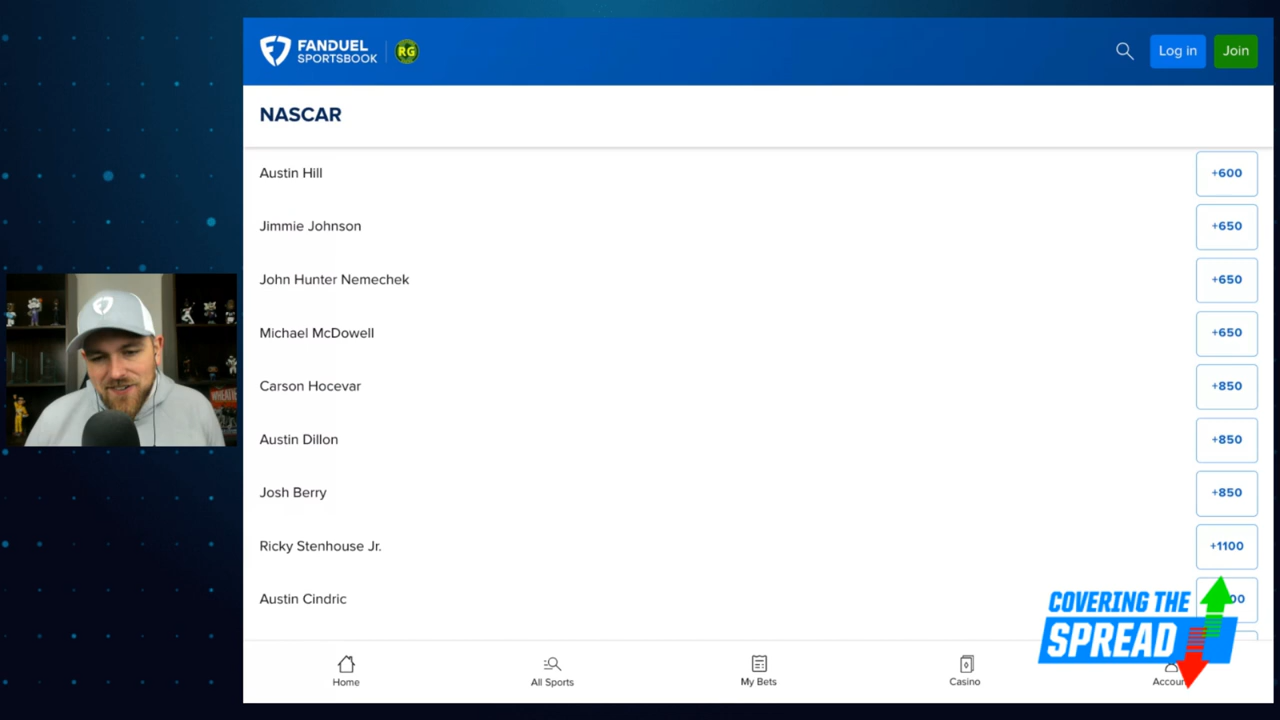 FANDUEL
SPORTSBOOK
RG
Log in
Join
NASCAR
Austin Hill
+600
Jimmie Johnson
+650
John Hunter Nemechek
+650
Michael McDowell
+650
Carson Hocevar
+850
Austin Dillon
+850
Josh Berry
+850
Ricky Stenhouse Jr.
+1100
Austin Cindric
COVERING THE
SPREAD
Home
All Sports
My Bets
Casino
WHEATIES